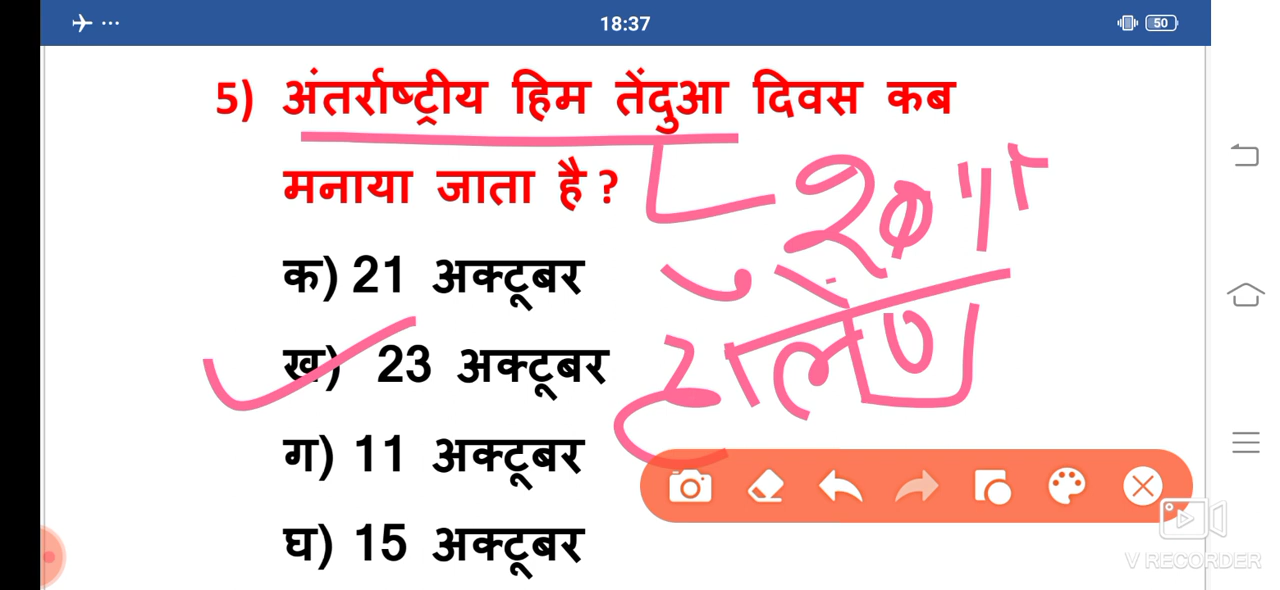 18:37
50
5) अंतर्राष्ट्रीय हिम तेंदुआ दिवस कब
मनाया जाता है ?
क) 21 अक्टूबर
ख) 23 अक्टूबर
ग) 11 अक्टूबर
घ) 15 अक्टूबर
V RECORDER